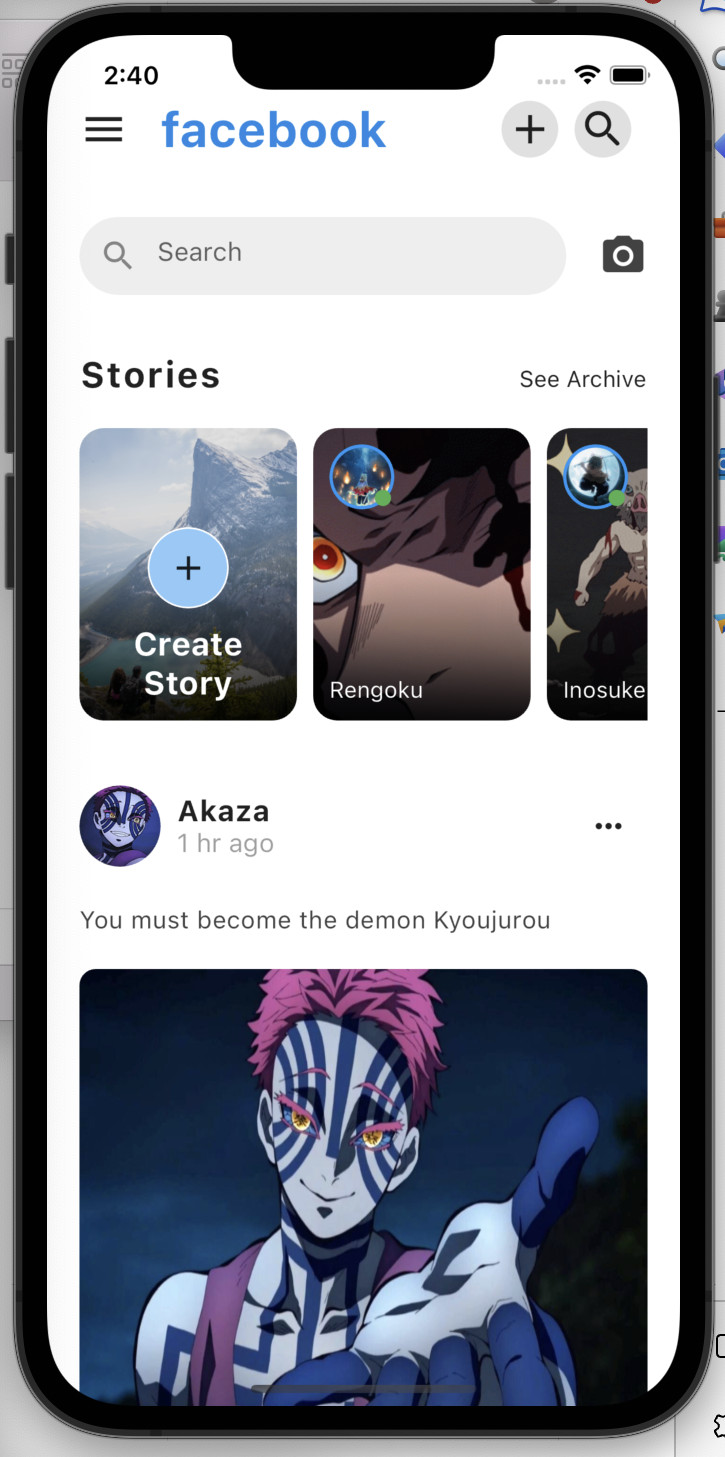 2:40
facebook
Search
Stories
See Archive
Create
Story
Rengoku
Inosuke
Akaza
1 hr ago
You must become the demon Kyoujurou